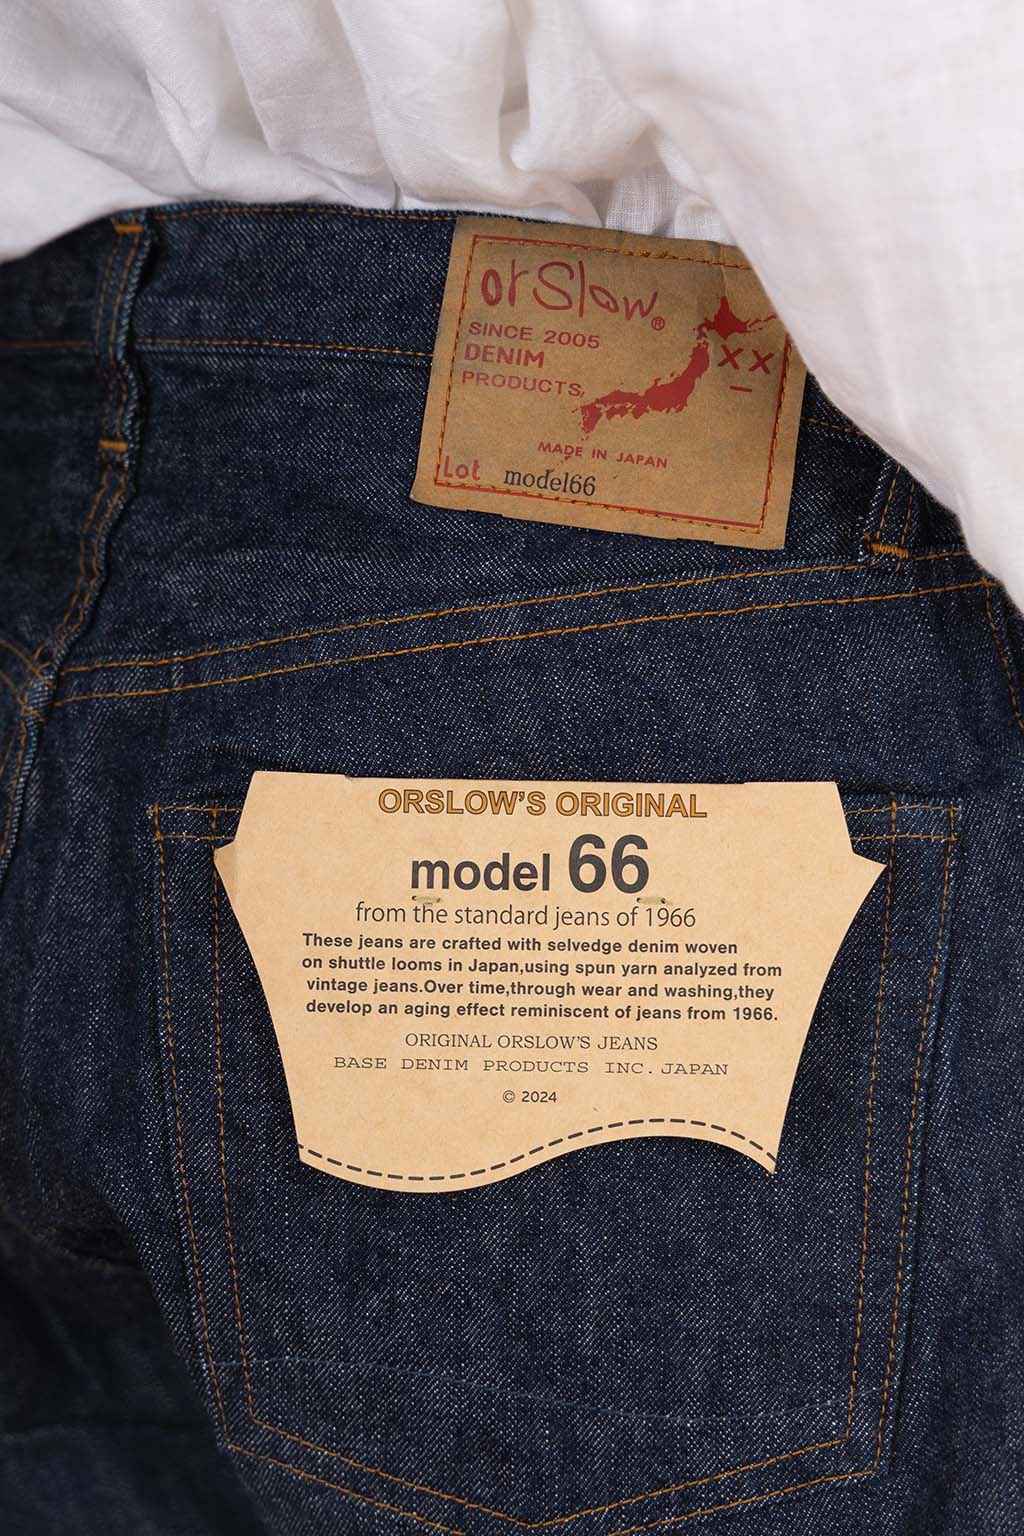 orSlow®
SINCE 2005
DENIM
PRODUCTS,
XX
MADE IN JAPAN
Lot model66
ORSLOW'S ORIGINAL
model 66
from the standard jeans of 1966
These jeans are crafted with selvedge denim woven
on shuttle looms in Japan,using spun yarn analyzed from
vintage jeans.Over time,through wear and washing,they
develop an aging effect reminiscent of jeans from 1966.
ORIGINAL ORSLOW'S JEANS
BASE DENIM PRODUCTS INC.JAPAN
© 2024